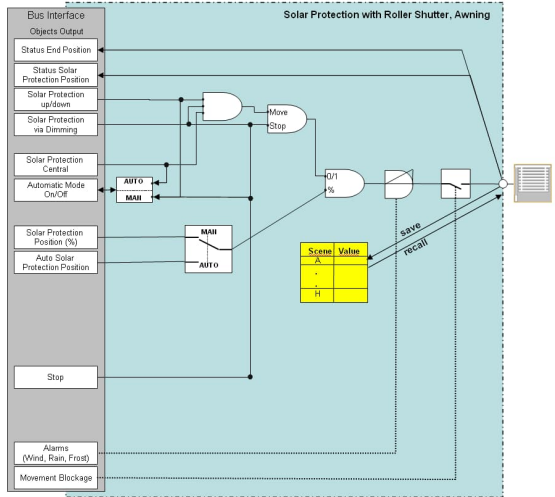 Bus Interface
Solar Protection with Roller Shutter, Awning
Objects Output
Status End Position
Status Solar
Protection Position
Solar Protection
up/down
Solar Protection
via Dimming
Move
Stop
Solar Protection
Central
Automatic Mode
On/Off
AUTO
MAN
0/1
%
Solar Protection
Position (%)
Auto Solar
Protection Position
MAN
AUTO
save
recall
Scene Value
A
.
.
H
Stop
Alarms
(Wind, Rain, Frost)
Movement Blockage